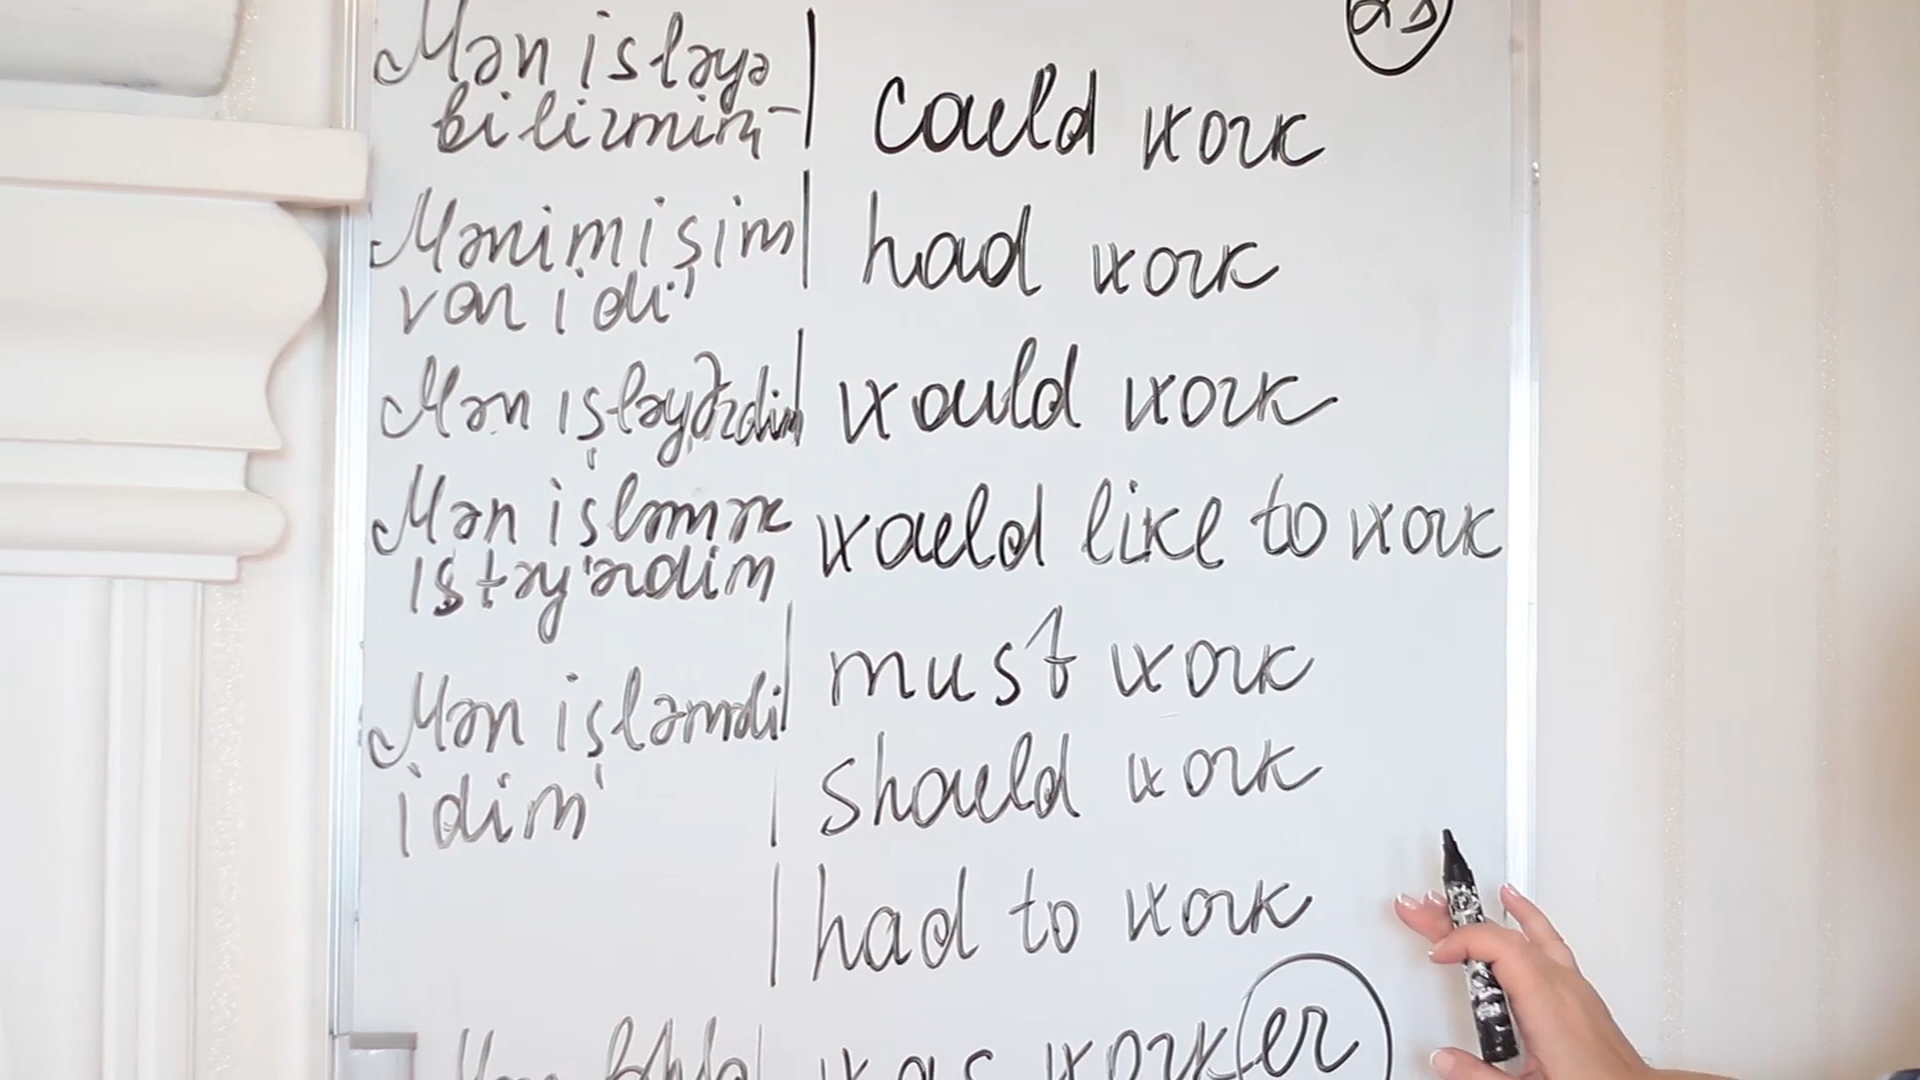 Mən işləyə
bilirmim
I could work
Mənim işim
var idi
I had work
Mən işləyərdim
I would work
Mən işləmək
istəyərdim
would like to work
Mən işləməli
idim
I must work
I should work
I had to work
I was worker